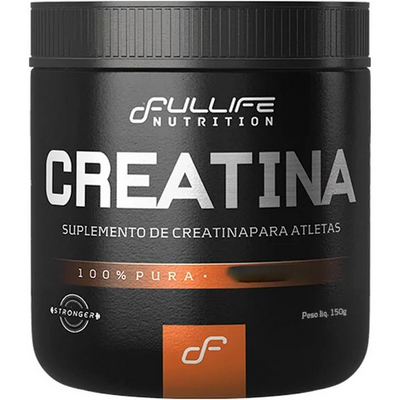 FULLIFE
NUTRITION
CREATINA
SUPLEMENTO DE CREATINAPARA ATLETAS
100% PURA •
STRONGER
Peso líq. 150g